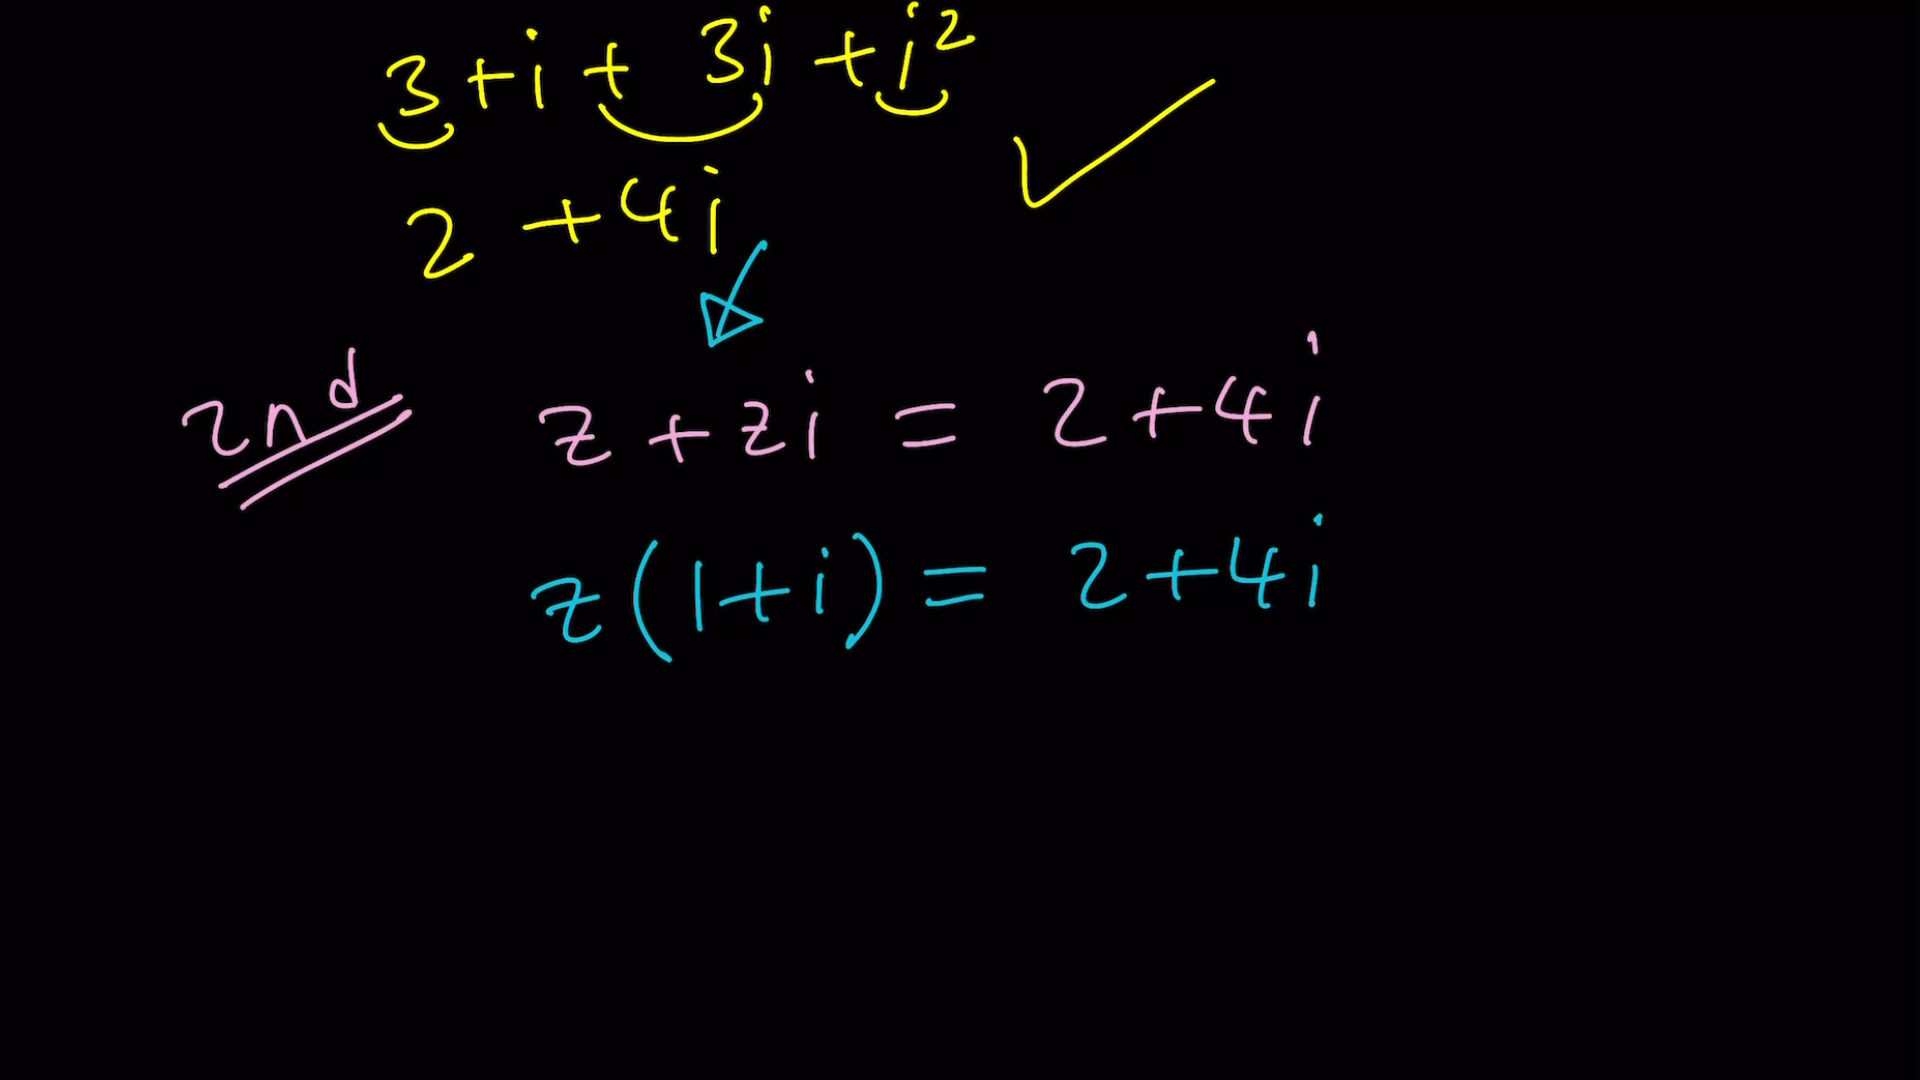 3 + i + 3i + i²
2 + 4i
2nd z + zi = 2 + 4i
z(1+i) = 2 + 4i